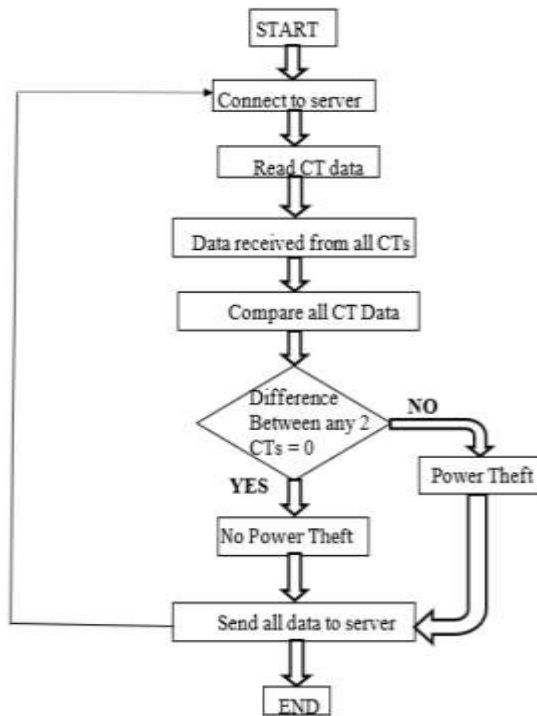 START
Connect to server
Read CT data
Data received from all CTs
Compare all CT Data
Difference
Between any 2
CTs = 0
NO
YES
Power Theft
No Power Theft
Send all data to server
END